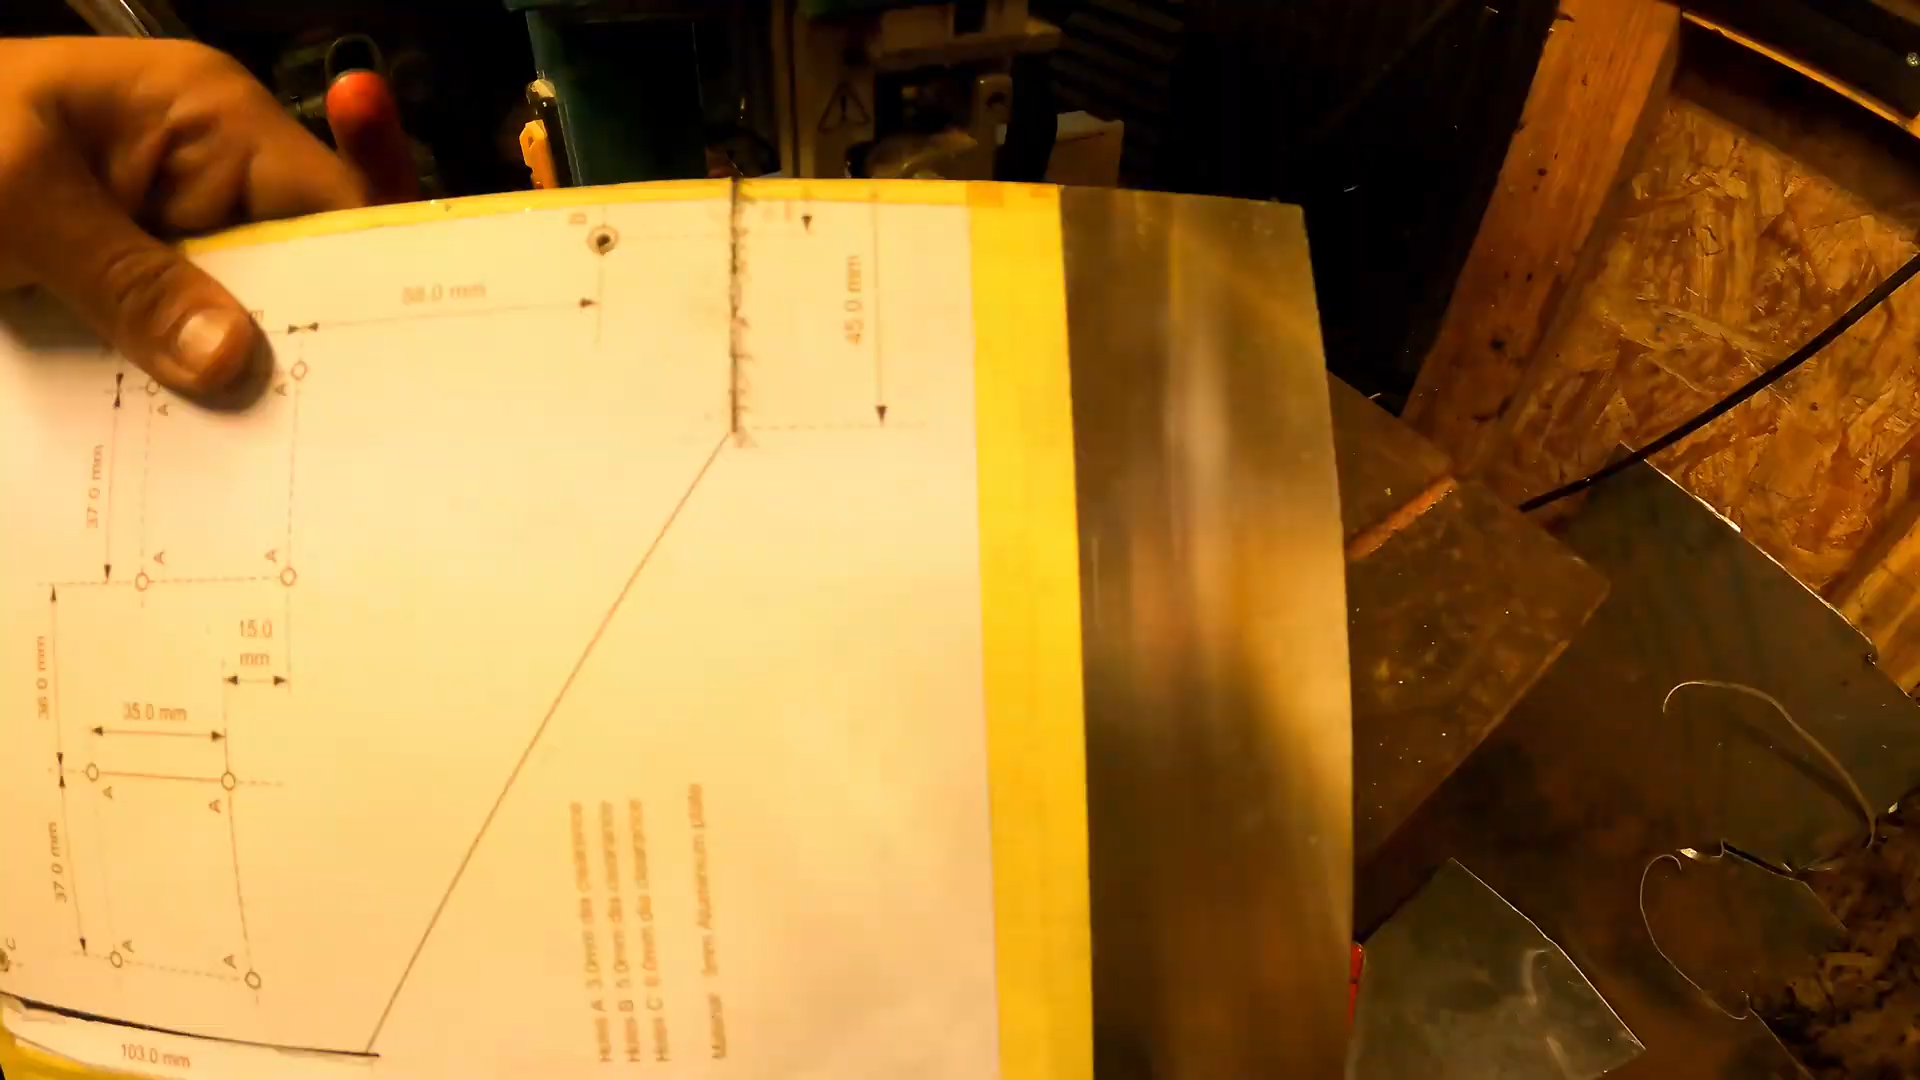 B
88.0 mm
45.0 mm
A
A
37.0 mm
A
A
15.0
mm
36.0 mm
35.0 mm
A
A
37.0 mm
A
A
C
103.0 mm
Holes A 3.0mm dia clearance
Holes B 5.0mm dia clearance
Holes C 6.0mm dia clearance
Material: 3mm Aluminium plate